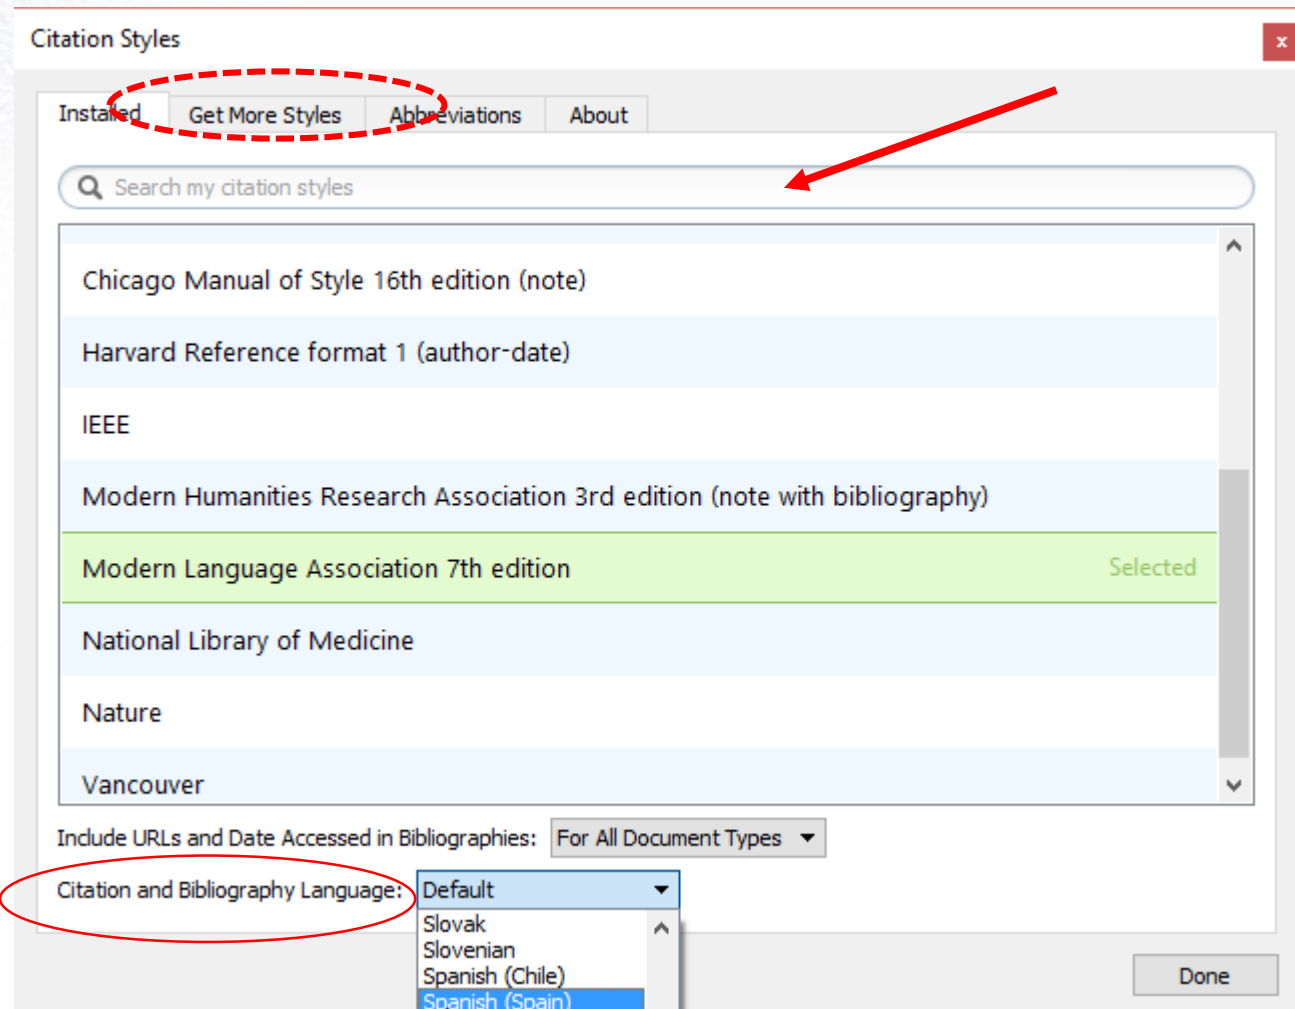 Citation Styles
x
Installed Get More Styles Abbreviations About
Search my citation styles
Chicago Manual of Style 16th edition (note)
Harvard Reference format 1 (author-date)
IEEE
Modern Humanities Research Association 3rd edition (note with bibliography)
Modern Language Association 7th edition Selected
National Library of Medicine
Nature
Vancouver
Include URLs and Date Accessed in Bibliographies: For All Document Types
Citation and Bibliography Language: Default
Slovak
Slovenian
Spanish (Chile)
Spanish (Spain)
Done